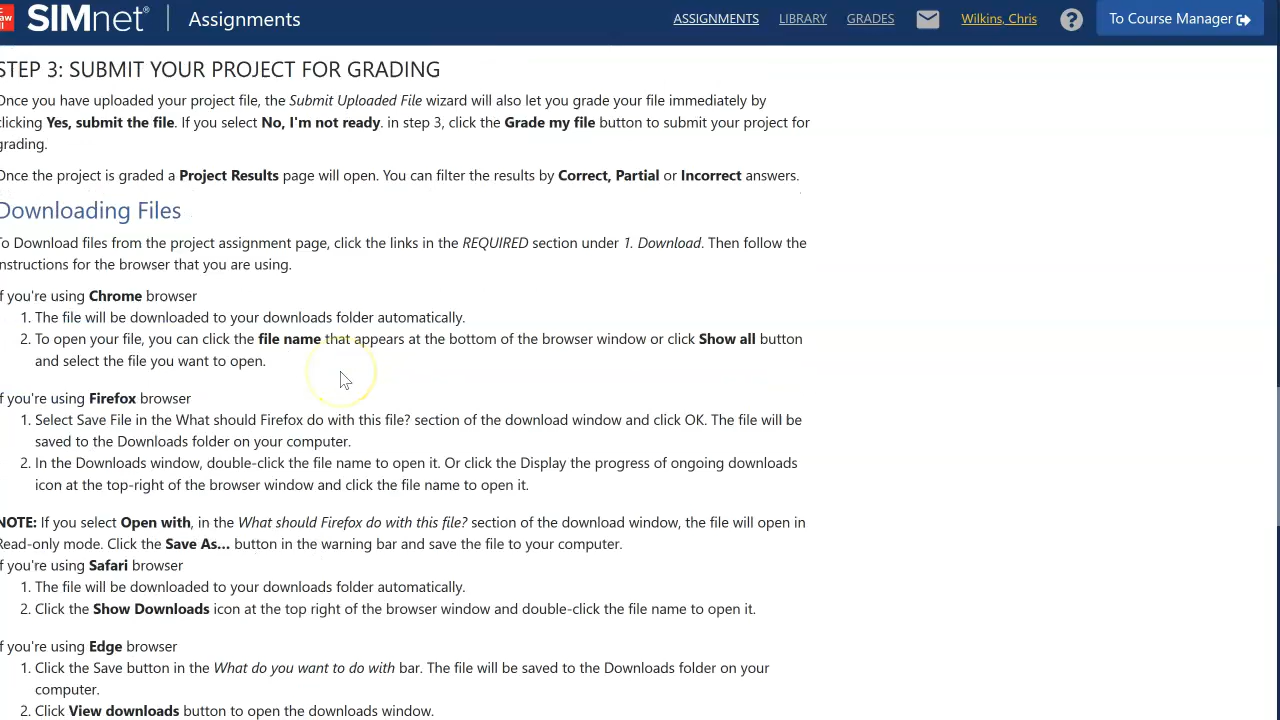 SIMnet® Assignments ASSIGNMENTS LIBRARY GRADES Wilkins, Chris ? To Course Manager
STEP 3: SUBMIT YOUR PROJECT FOR GRADING
Once you have uploaded your project file, the Submit Uploaded File wizard will also let you grade your file immediately by
clicking Yes, submit the file. If you select No, I'm not ready. in step 3, click the Grade my file button to submit your project for
grading.
Once the project is graded a Project Results page will open. You can filter the results by Correct, Partial or Incorrect answers.
Downloading Files
To Download files from the project assignment page, click the links in the REQUIRED section under 1. Download. Then follow the
instructions for the browser that you are using.
If you're using Chrome browser
1. The file will be downloaded to your downloads folder automatically.
2. To open your file, you can click the file name that appears at the bottom of the browser window or click Show all button
and select the file you want to open.
If you're using Firefox browser
1. Select Save File in the What should Firefox do with this file? section of the download window and click OK. The file will be
saved to the Downloads folder on your computer.
2. In the Downloads window, double-click the file name to open it. Or click the Display the progress of ongoing downloads
icon at the top-right of the browser window and click the file name to open it.
NOTE: If you select Open with, in the What should Firefox do with this file? section of the download window, the file will open in
Read-only mode. Click the Save As... button in the warning bar and save the file to your computer.
If you're using Safari browser
1. The file will be downloaded to your downloads folder automatically.
2. Click the Show Downloads icon at the top right of the browser window and double-click the file name to open it.
If you're using Edge browser
1. Click the Save button in the What do you want to do with bar. The file will be saved to the Downloads folder on your
computer.
2. Click View downloads button to open the downloads window.